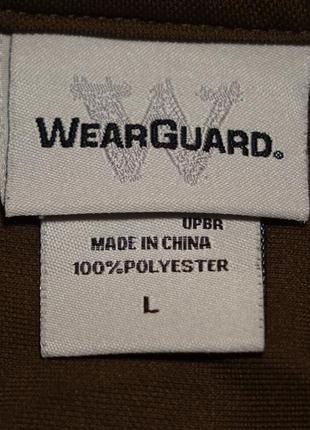 W
WEARGUARD®
UPBR
MADE IN CHINA
100%POLYESTER
L